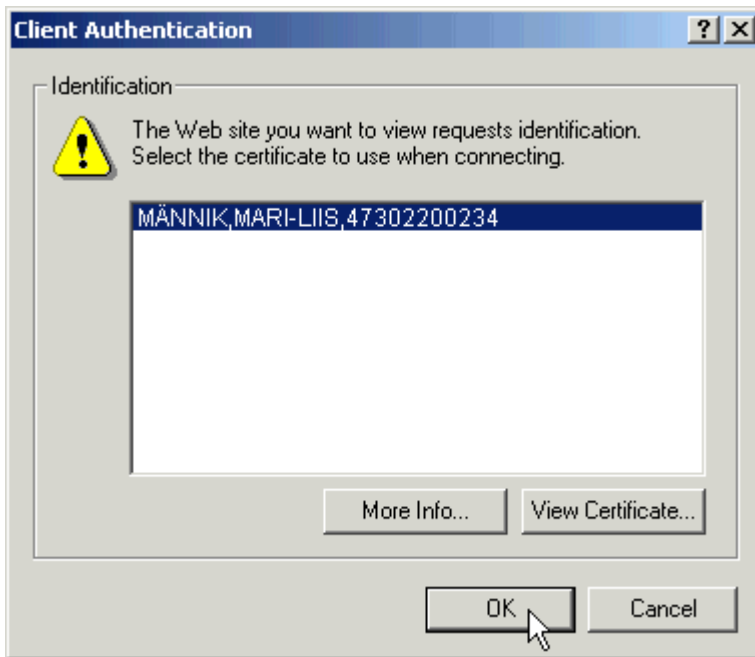 Client Authentication
Identification
The Web site you want to view requests identification.
Select the certificate to use when connecting.
MÄNNIK,MARI-LIIS,47302200234
More Info... View Certificate...
OK Cancel